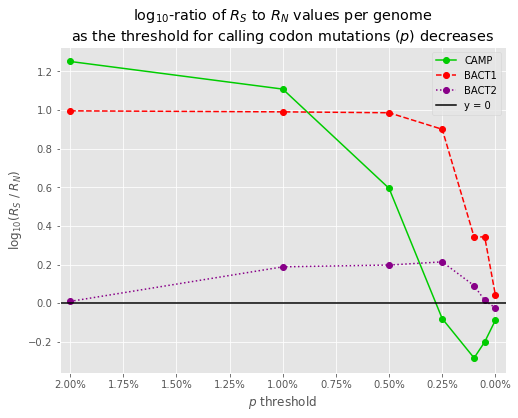 log10-ratio of RS to RN values per genome
as the threshold for calling codon mutations (p) decreases
CAMP
BACT1
BACT2
y = 0
log10(RS / RN)
1.2
1.0
0.8
0.6
0.4
0.2
0.0
−0.2
2.00% 1.75% 1.50% 1.25% 1.00% 0.75% 0.50% 0.25% 0.00%
p threshold